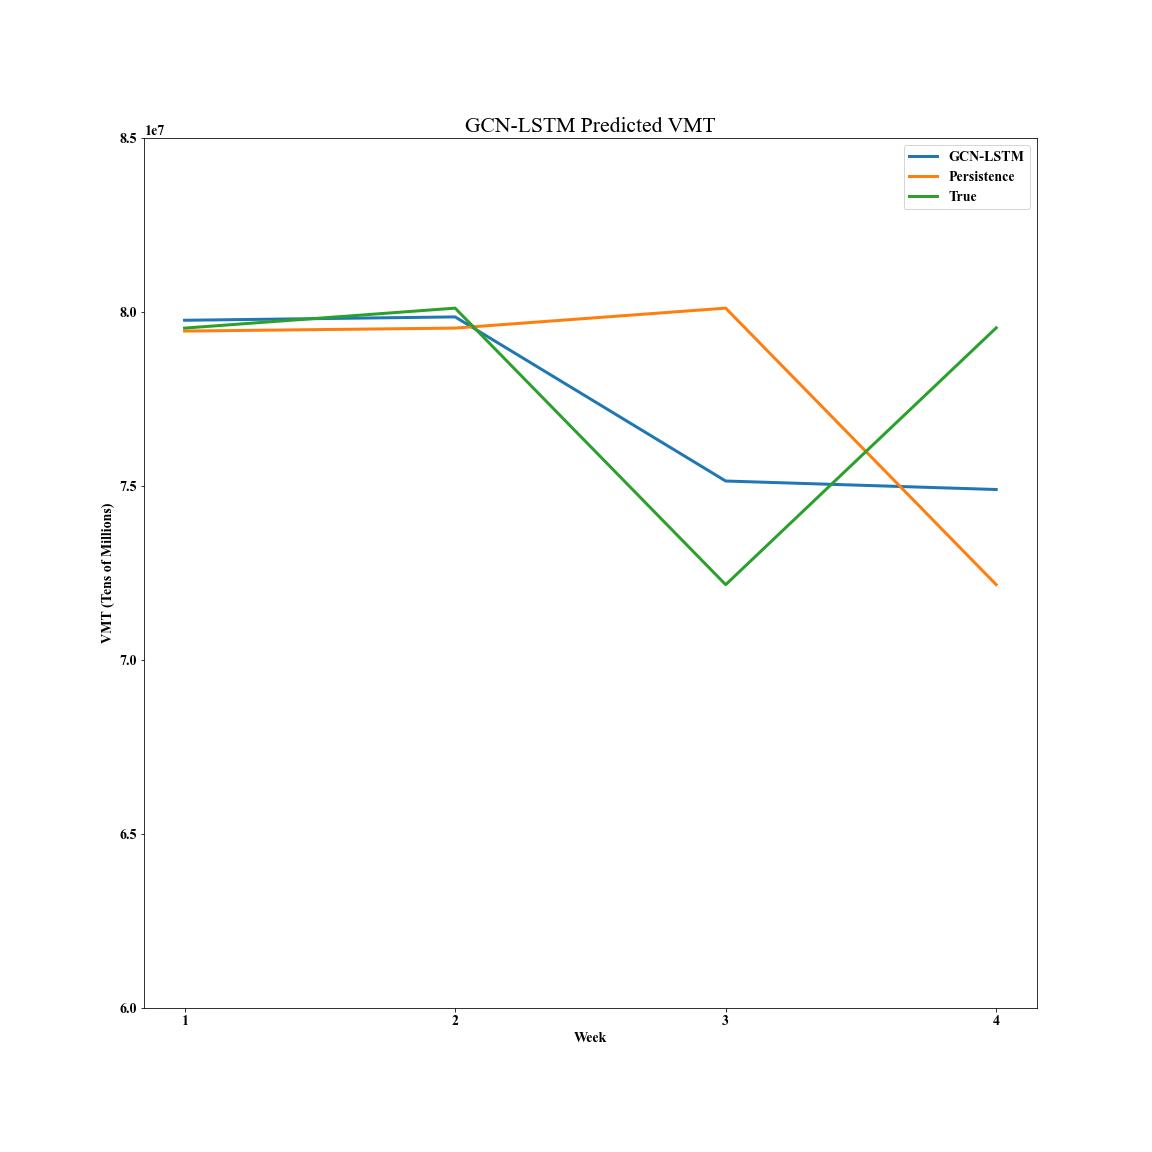 GCN-LSTM Predicted VMT
1e7
8.5
8.0
7.5
7.0
6.5
6.0
VMT (Tens of Millions)
GCN-LSTM
Persistence
True
1 2 3 4
Week